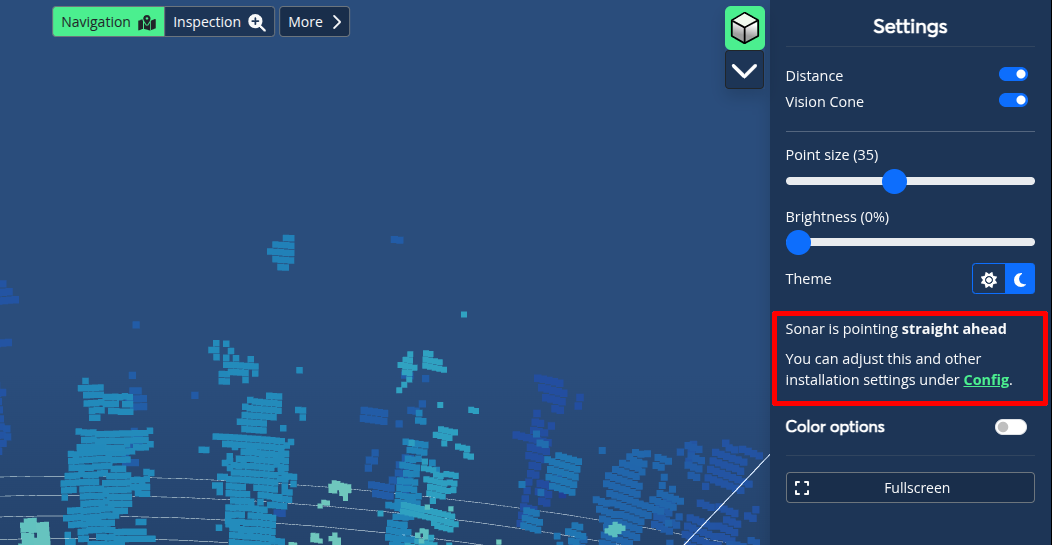 Navigation
Inspection
More
Settings
Distance
Vision Cone
Point size (35)
Brightness (0%)
Theme
Sonar is pointing straight ahead
You can adjust this and other
installation settings under Config.
Color options
Fullscreen